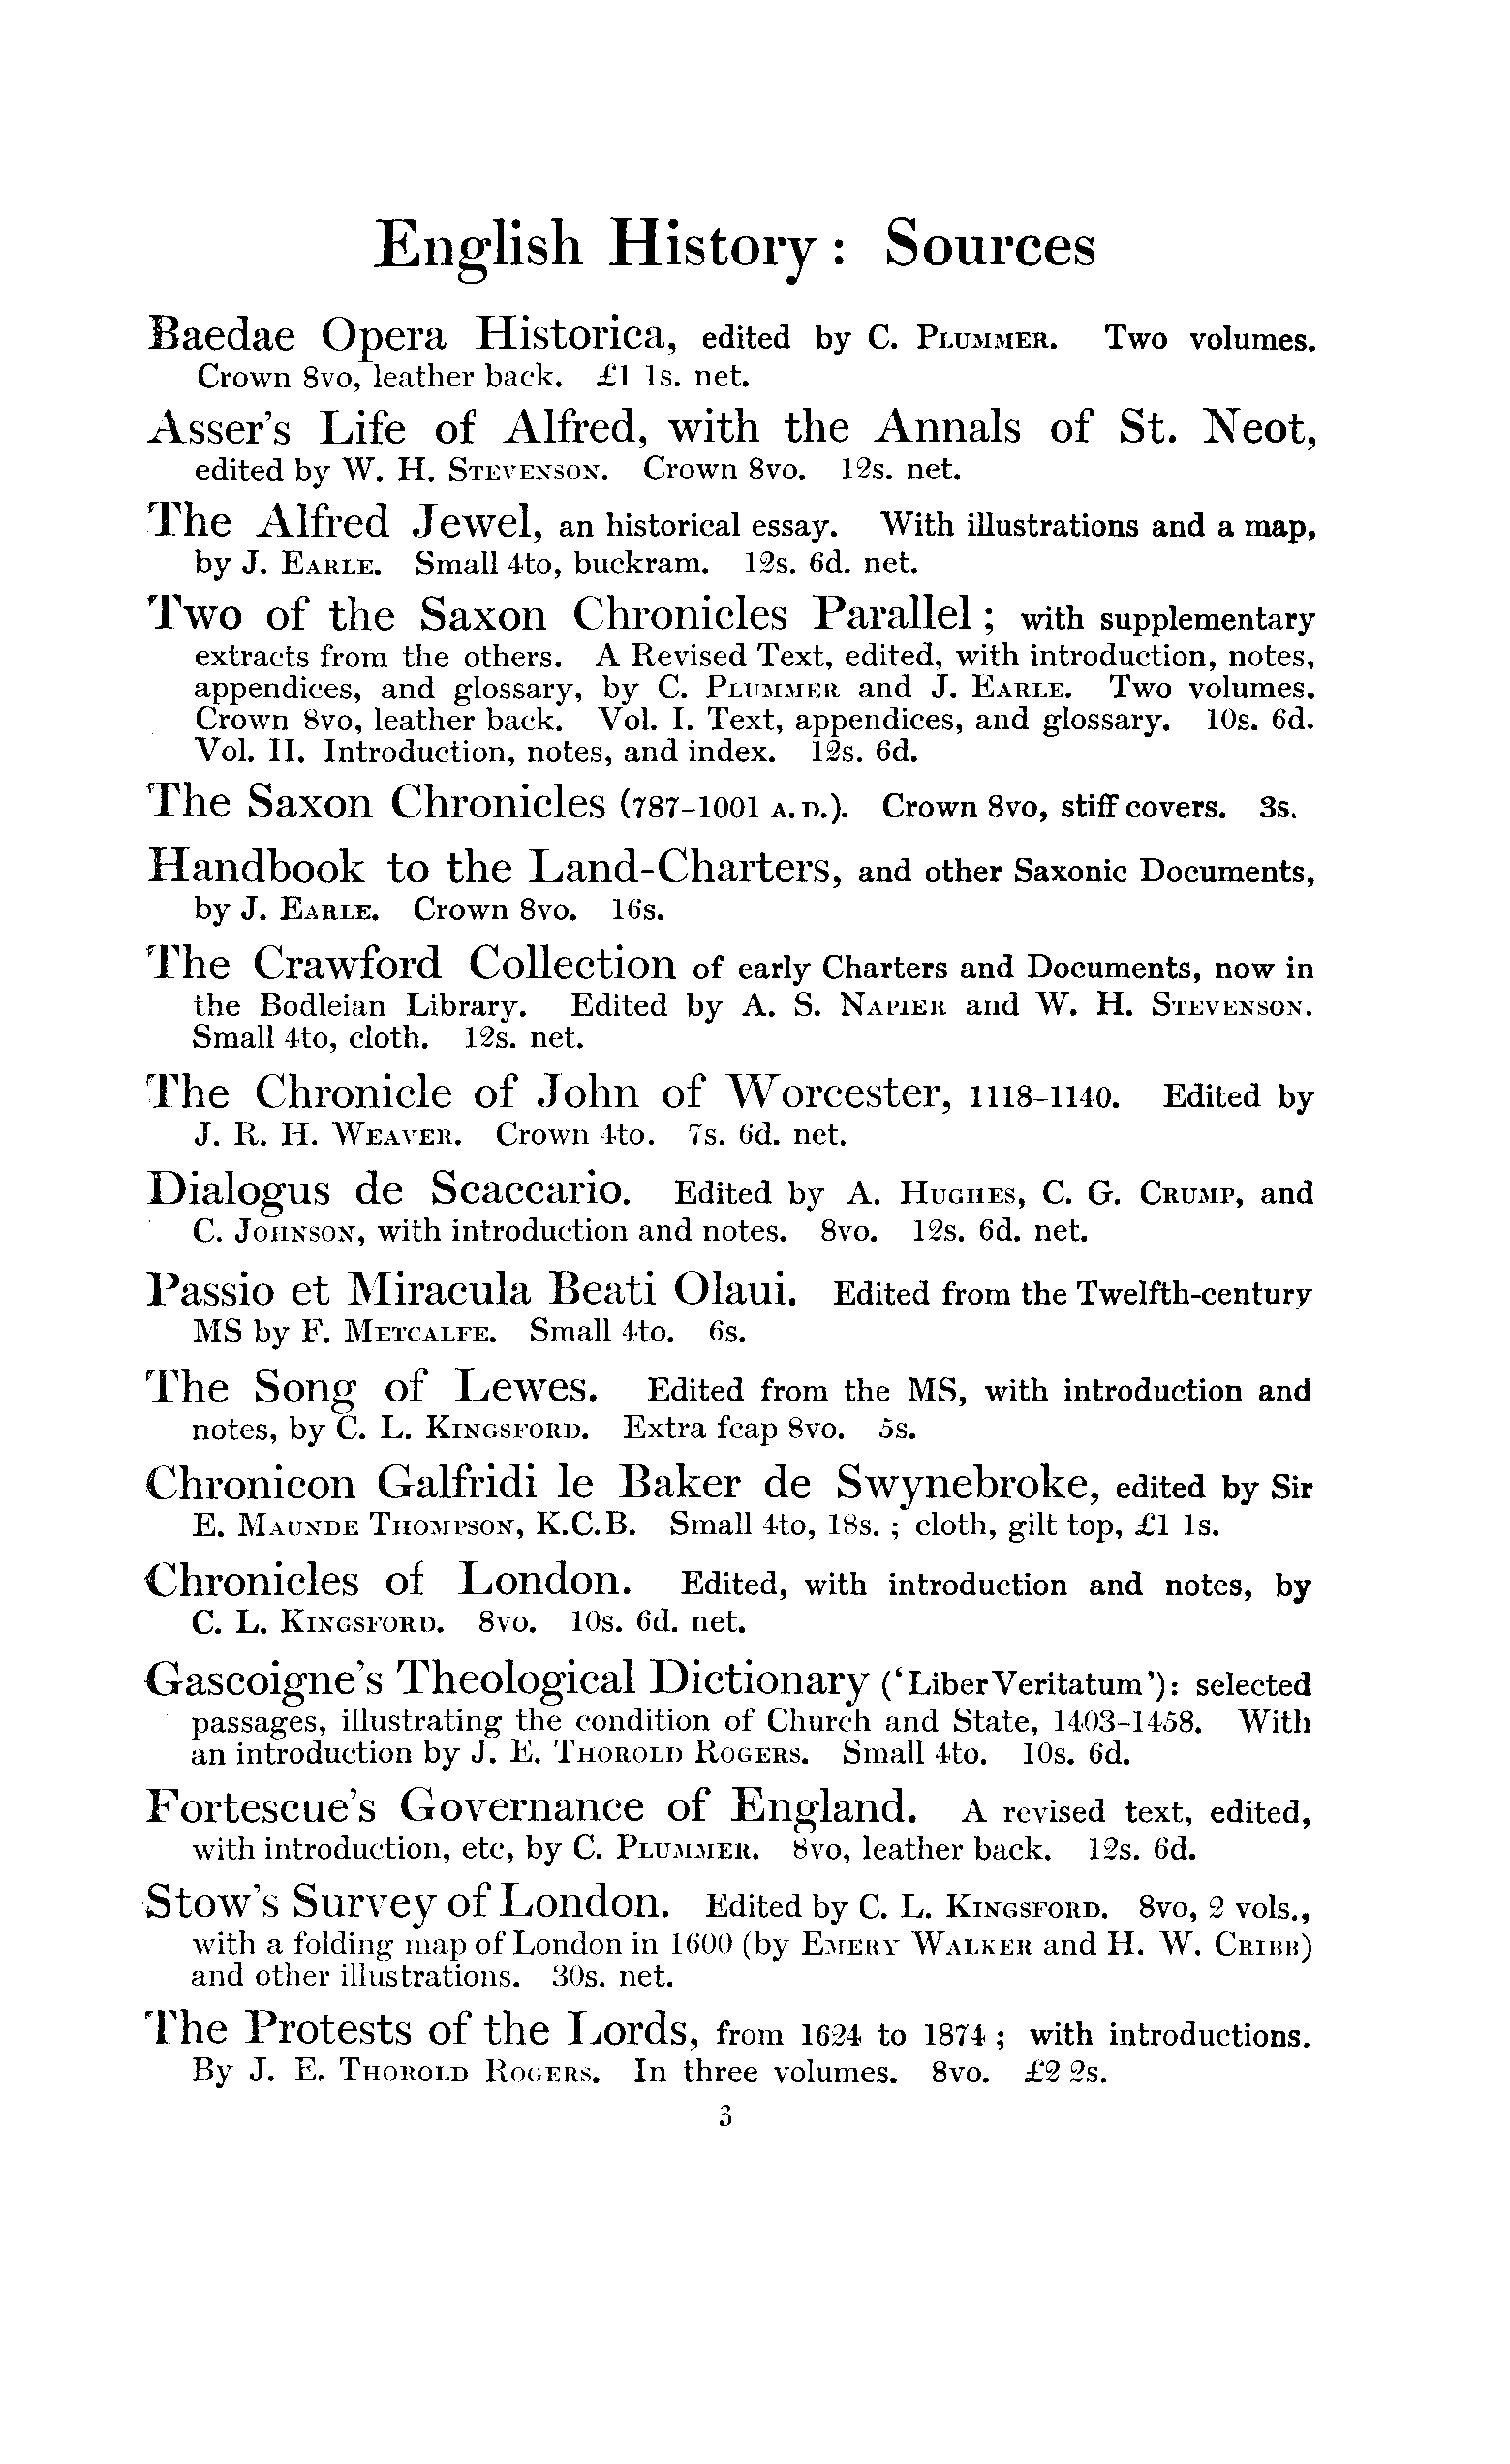 English History : Sources
Baedae Opera Historica, edited by C. Plummer. Two volumes.
Crown 8vo, leather back. £1 1s. net.
Asser's Life of Alfred, with the Annals of St. Neot,
edited by W. H. Stevenson. Crown 8vo. 12s. net.
The Alfred Jewel, an historical essay. With illustrations and a map,
by J. Earle. Small 4to, buckram. 12s. 6d. net.
Two of the Saxon Chronicles Parallel ; with supplementary
extracts from the others. A Revised Text, edited, with introduction, notes,
appendices, and glossary, by C. Plummer and J. Earle. Two volumes.
Crown 8vo, leather back. Vol. I. Text, appendices, and glossary. 10s. 6d.
Vol. II. Introduction, notes, and index. 12s. 6d.
The Saxon Chronicles (787-1001 A.D.). Crown 8vo, stiff covers. 3s.
Handbook to the Land-Charters, and other Saxonic Documents,
by J. Earle. Crown 8vo. 16s.
The Crawford Collection of early Charters and Documents, now in
the Bodleian Library. Edited by A. S. Napier and W. H. Stevenson.
Small 4to, cloth. 12s. net.
The Chronicle of John of Worcester, 1118-1140. Edited by
J. R. H. Weaver. Crown 4to. 7s. 6d. net.
Dialogus de Scaccario. Edited by A. Hughes, C. G. Crump, and
C. Johnson, with introduction and notes. 8vo. 12s. 6d. net.
Passio et Miracula Beati Olaui. Edited from the Twelfth-century
MS by F. Metcalfe. Small 4to. 6s.
The Song of Lewes. Edited from the MS, with introduction and
notes, by C. L. Kingsford. Extra fcap 8vo. 5s.
Chronicon Galfridi le Baker de Swynebroke, edited by Sir
E. Maunde Thompson, K.C.B. Small 4to, 18s. ; cloth, gilt top, £1 1s.
Chronicles of London. Edited, with introduction and notes, by
C. L. Kingsford. 8vo. 10s. 6d. net.
Gascoigne's Theological Dictionary ('Liber Veritatum'): selected
passages, illustrating the condition of Church and State, 1403-1458. With
an introduction by J. E. Thorold Rogers. Small 4to. 10s. 6d.
Fortescue's Governance of England. A revised text, edited,
with introduction, etc, by C. Plummer. 8vo, leather back. 12s. 6d.
Stow's Survey of London. Edited by C. L. Kingsford. 8vo, 2 vols.,
with a folding map of London in 1600 (by Emery Walker and H. W. Cribb)
and other illustrations. 30s. net.
The Protests of the Lords, from 1624 to 1874 ; with introductions.
By J. E. Thorold Rogers. In three volumes. 8vo. £2 2s.
3